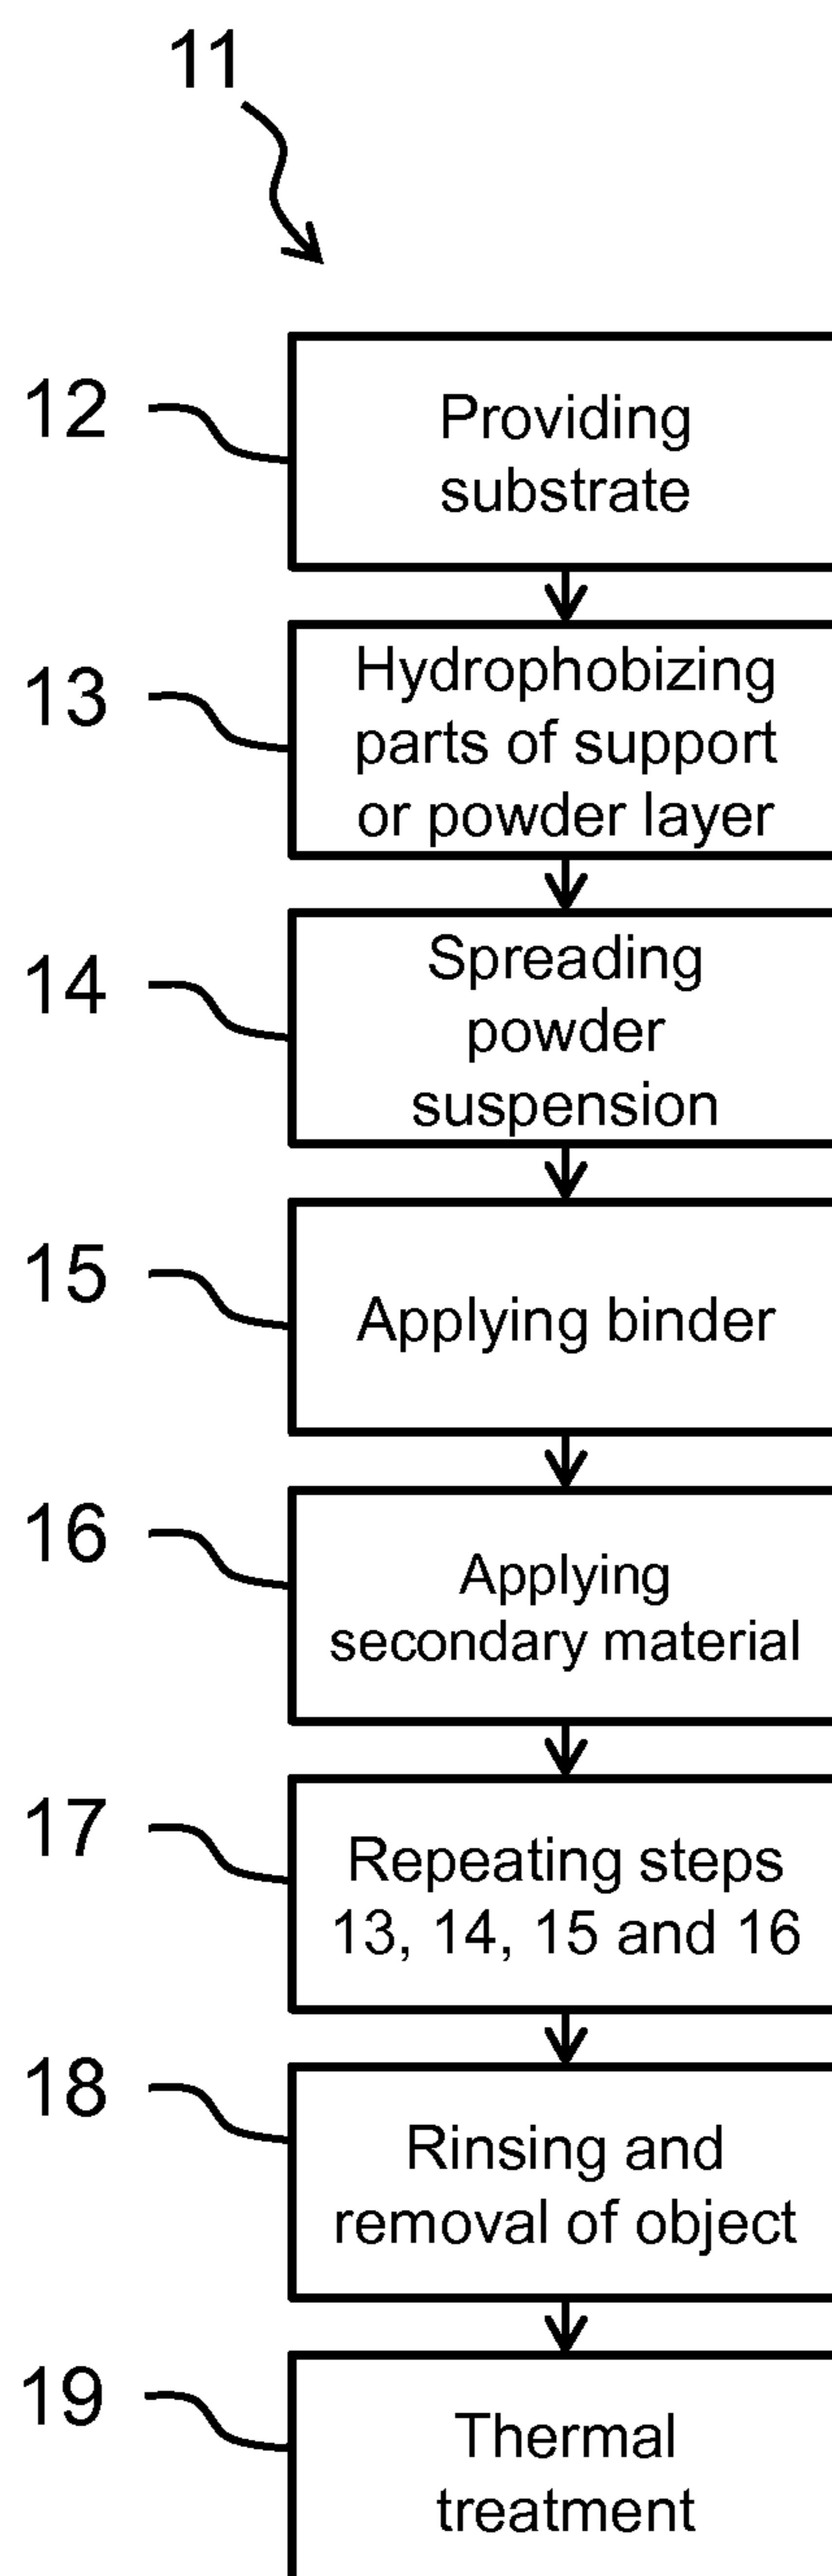 11
12
Providing
substrate
13
Hydrophobizing
parts of support
or powder layer
14
Spreading
powder
suspension
15
Applying binder
16
Applying
secondary material
17
Repeating steps
13, 14, 15 and 16
18
Rinsing and
removal of object
19
Thermal
treatment